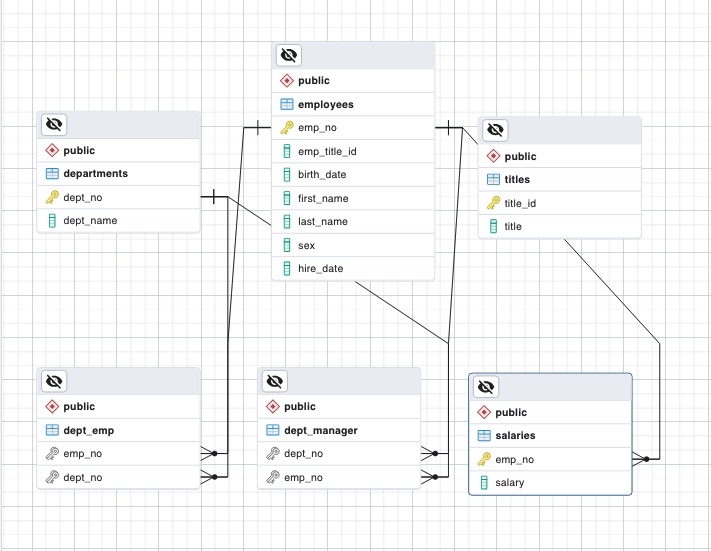 public
departments
dept_no
dept_name
public
employees
emp_no
emp_title_id
birth_date
first_name
last_name
sex
hire_date
public
titles
title_id
title
public
dept_emp
emp_no
dept_no
public
dept_manager
dept_no
emp_no
public
salaries
emp_no
salary